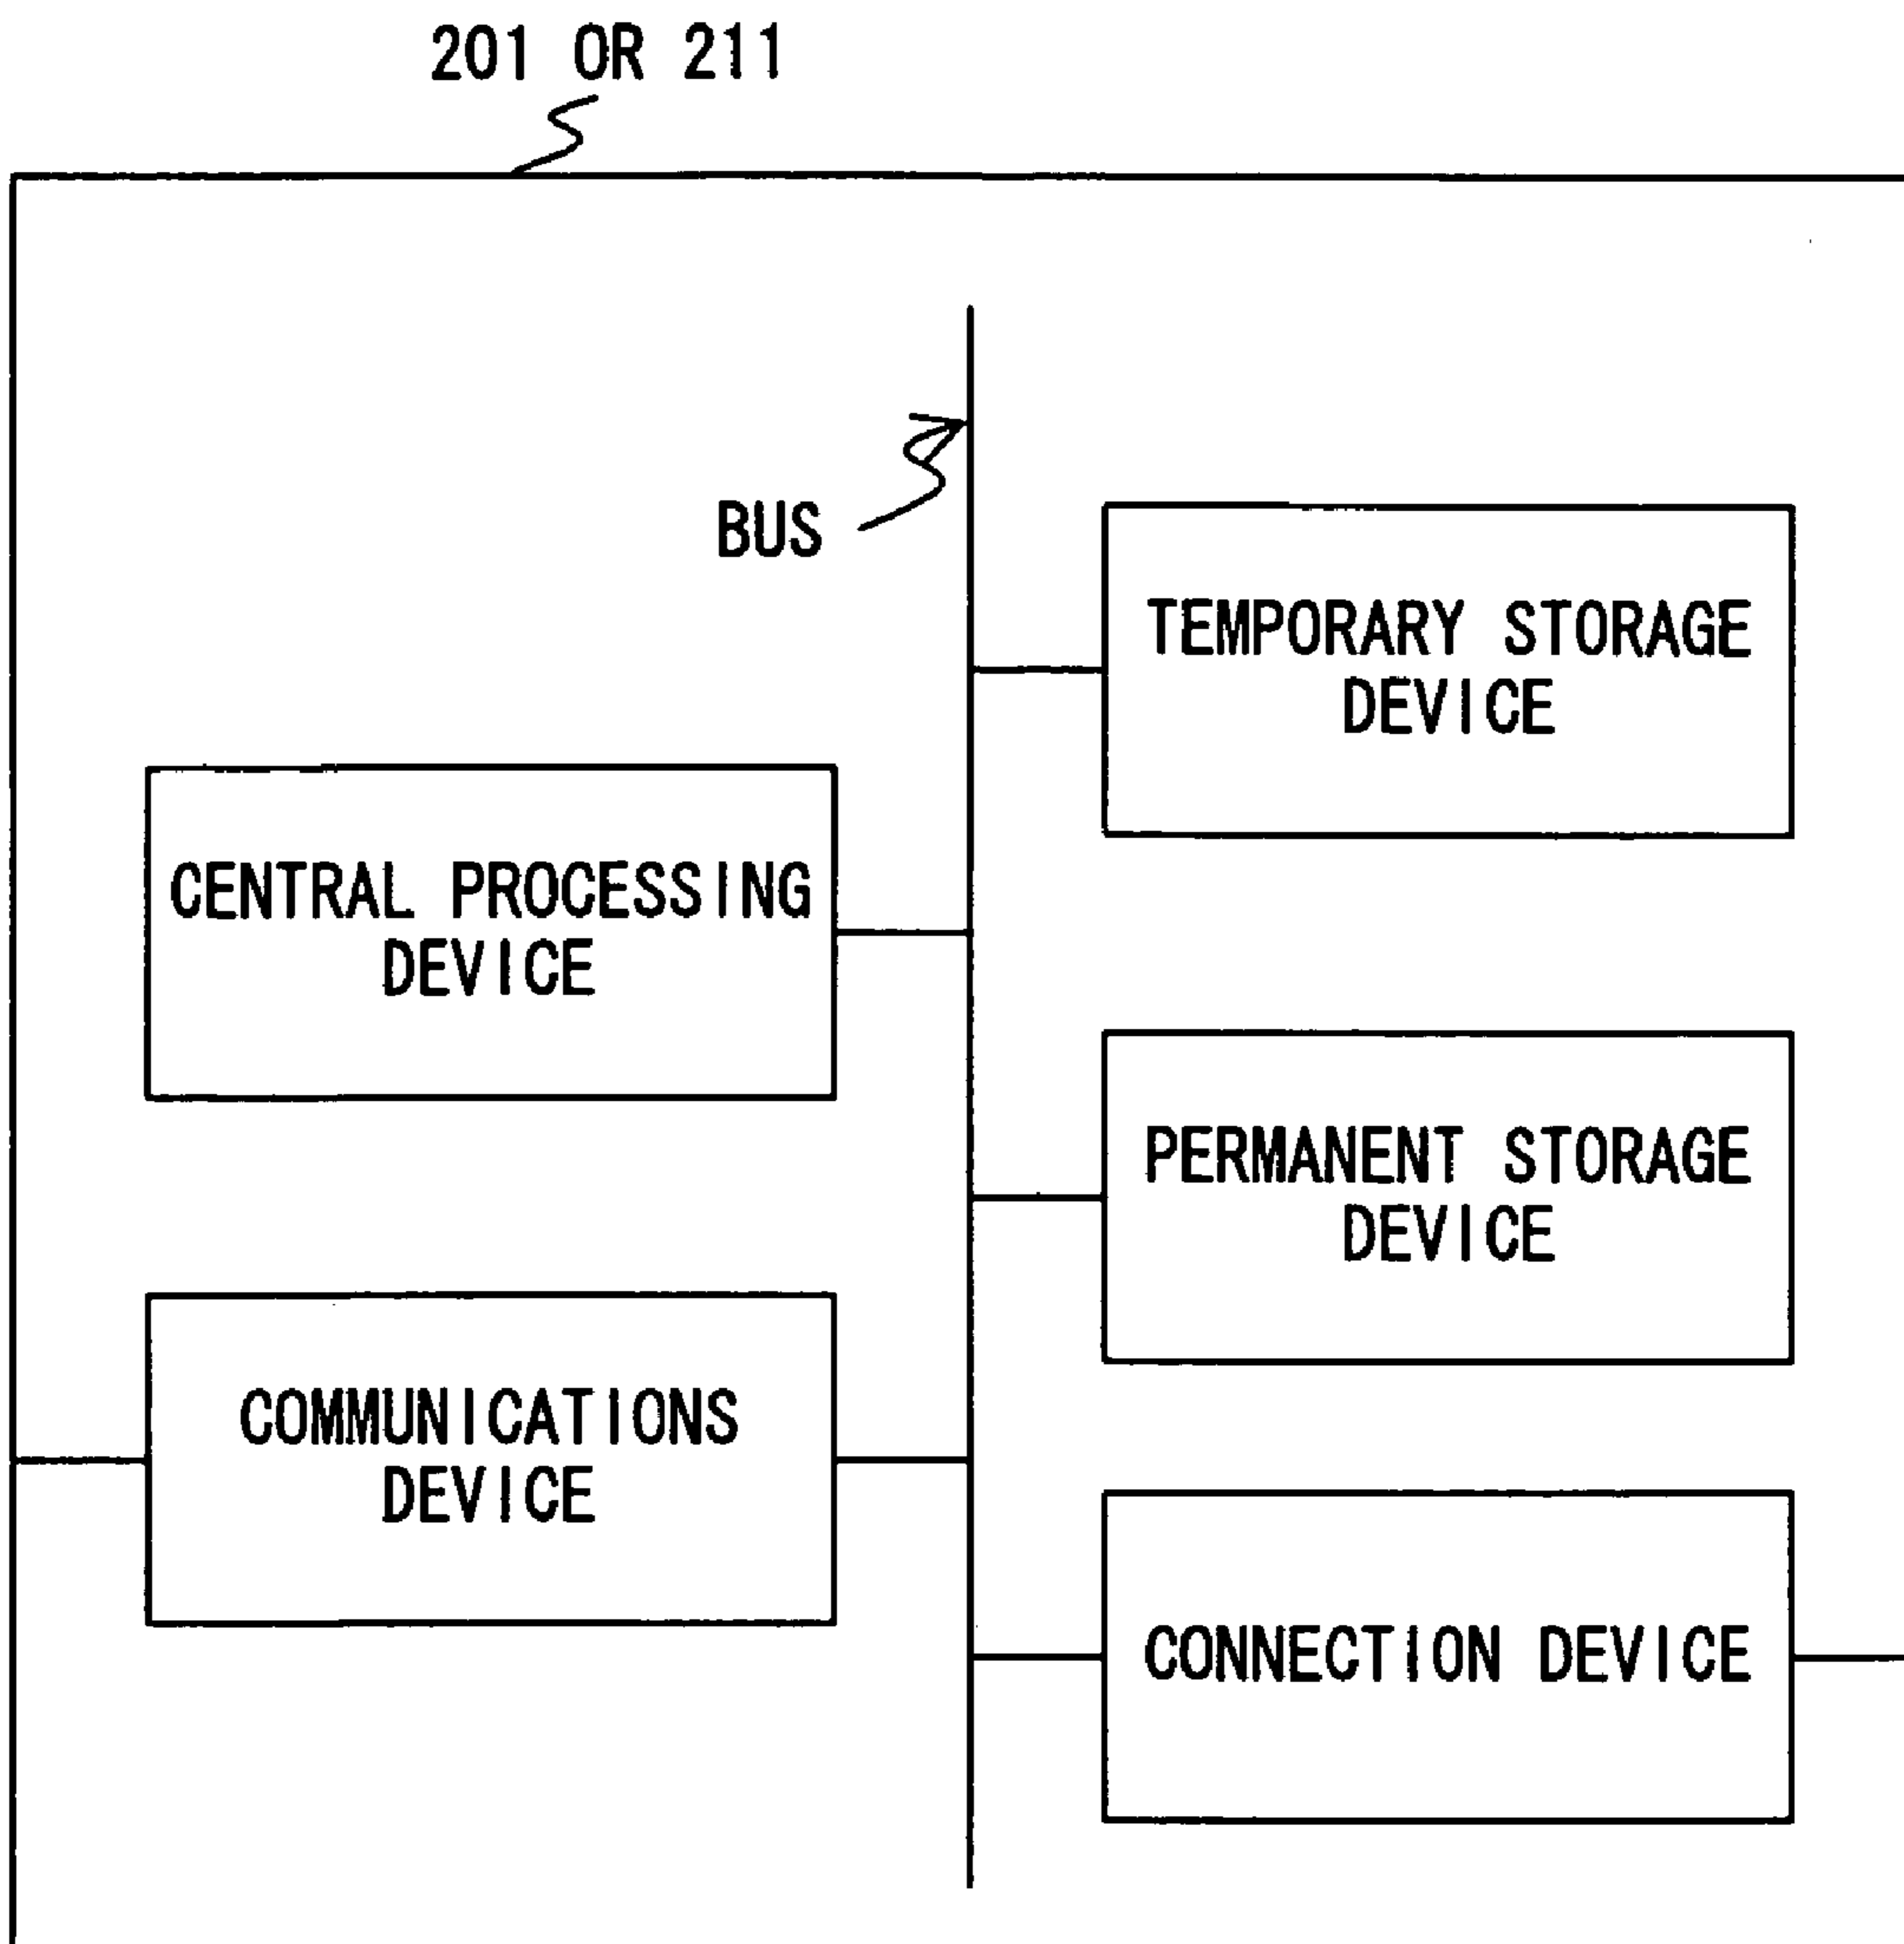 201 OR 211
BUS
TEMPORARY STORAGE
DEVICE
CENTRAL PROCESSING
DEVICE
PERMANENT STORAGE
DEVICE
COMMUNICATIONS
DEVICE
CONNECTION DEVICE